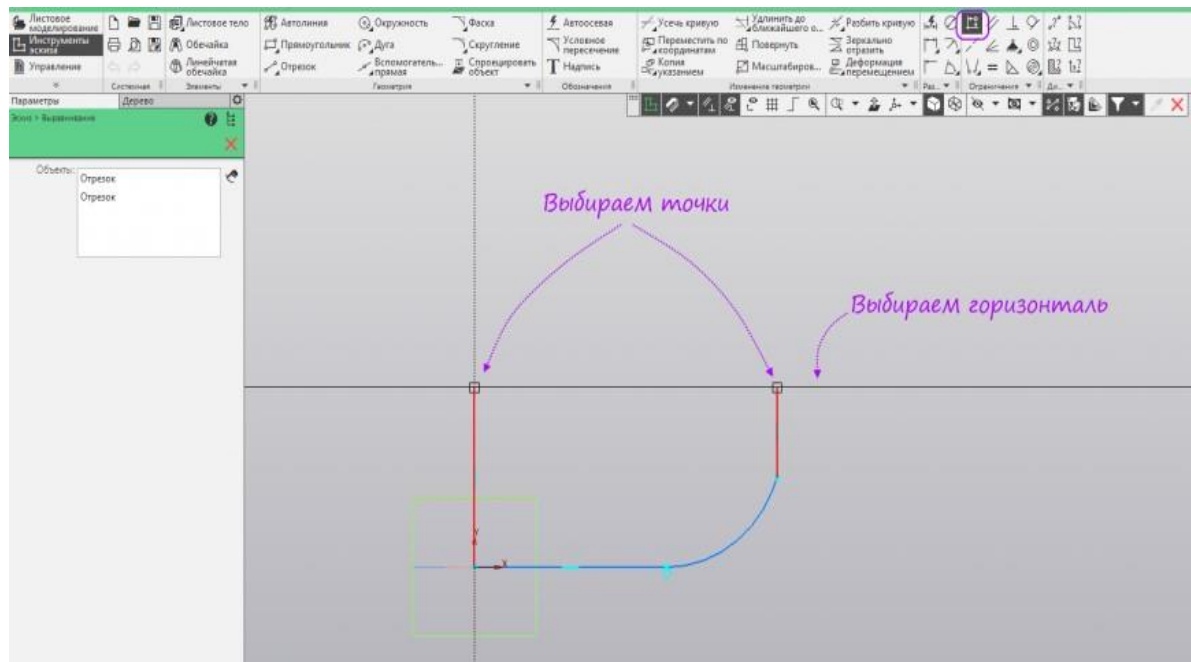 Листовое моделирование
Инструменты эскиза
Управление
Системная
Листовое тело
Обечайка
Линейчатая обечайка
Элементы
Автолиния
Прямоугольник
Отрезок
Окружность
Дуга
Вспомогатель... прямая
Фаска
Скругление
Спроецировать объект
Геометрия
Автоосевая
Условное пересечение
Надпись
Обозначения
Усечь кривую
Переместить по координатам
Копия указанием
Удлинить до ближайшего о...
Повернуть
Масштабиров...
Разбить кривую
Зеркально отразить
Деформация перемещением
Изменение геометрии
Раз...
Ограничения
Ди...
Параметры
Дерево
Эскиз > Выравнивание
Объекты:
Отрезок
Отрезок
Выбираем точки
Выбираем горизонталь
Y
X